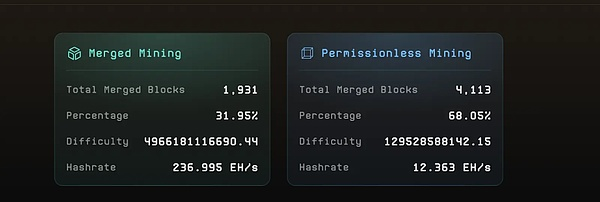 Merged Mining
Total Merged Blocks 1,931
Percentage 31.95%
Difficulty 4966181116690.44
Hashrate 236.995 EH/s
Permissionless Mining
Total Merged Blocks 4,113
Percentage 68.05%
Difficulty 129528588142.15
Hashrate 12.363 EH/s